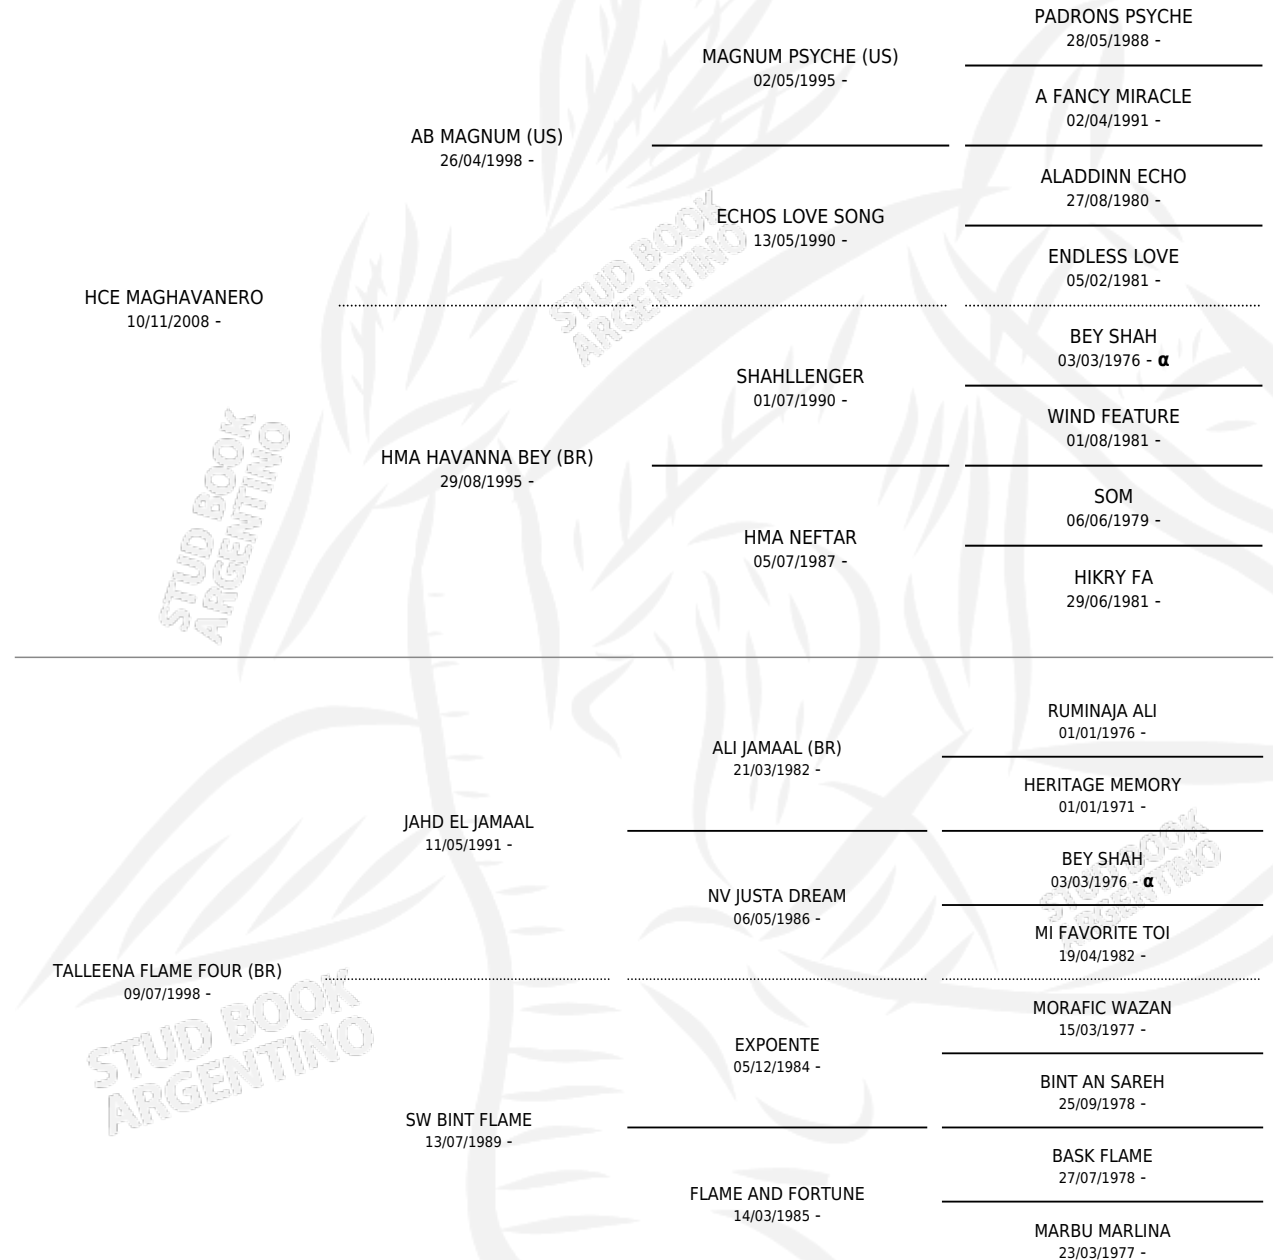 PADRONS PSYCHE
28/05/1988 -
MAGNUM PSYCHE (US)
02/05/1995 -
A FANCY MIRACLE
02/04/1991 -
AB MAGNUM (US)
26/04/1998 -
ALADDINN ECHO
27/08/1980 -
ECHOS LOVE SONG
13/05/1990 -
ENDLESS LOVE
05/02/1981 -
HCE MAGHAVANERO
10/11/2008 -
BEY SHAH
03/03/1976 - α
SHAHLLENGER
01/07/1990 -
WIND FEATURE
01/08/1981 -
HMA HAVANNA BEY (BR)
29/08/1995 -
SOM
06/06/1979 -
HMA NEFTAR
05/07/1987 -
HIKRY FA
29/06/1981 -
RUMINAJA ALI
01/01/1976 -
ALI JAMAAL (BR)
21/03/1982 -
HERITAGE MEMORY
01/01/1971 -
JAHD EL JAMAAL
11/05/1991 -
BEY SHAH
03/03/1976 - α
NV JUSTA DREAM
06/05/1986 -
MI FAVORITE TOI
19/04/1982 -
TALLEENA FLAME FOUR (BR)
09/07/1998 -
MORAFIC WAZAN
15/03/1977 -
EXPOENTE
05/12/1984 -
BINT AN SAREH
25/09/1978 -
SW BINT FLAME
13/07/1989 -
BASK FLAME
27/07/1978 -
FLAME AND FORTUNE
14/03/1985 -
MARBU MARLINA
23/03/1977 -
STUD BOOK
ARGENTINO
STUD BOOK
ARGENTINO
STUD BOOK
ARGENTINO
STUD BOOK
ARGENTINO